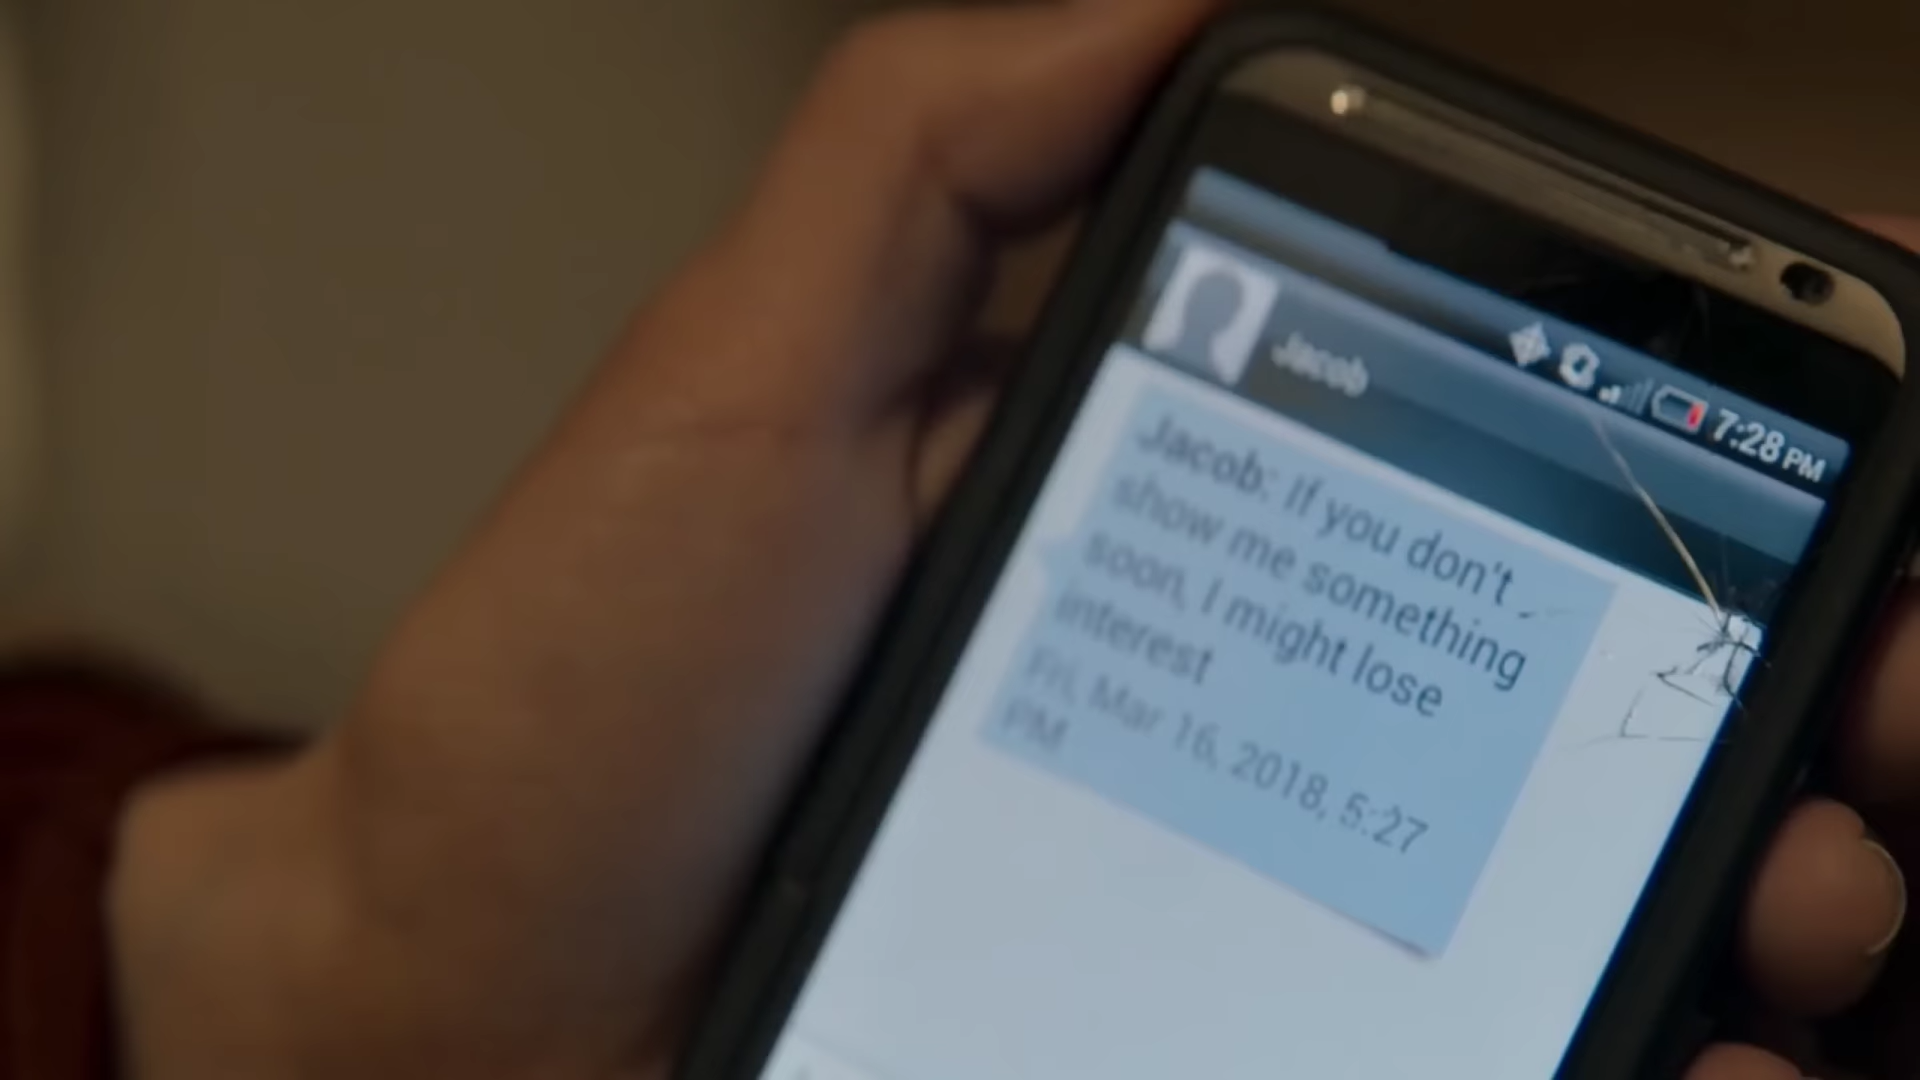 7:28 PM
Jacob
Jacob: If you don't
show me something
soon, I might lose
interest
Fri, Mar 16, 2018, 5:27
PM